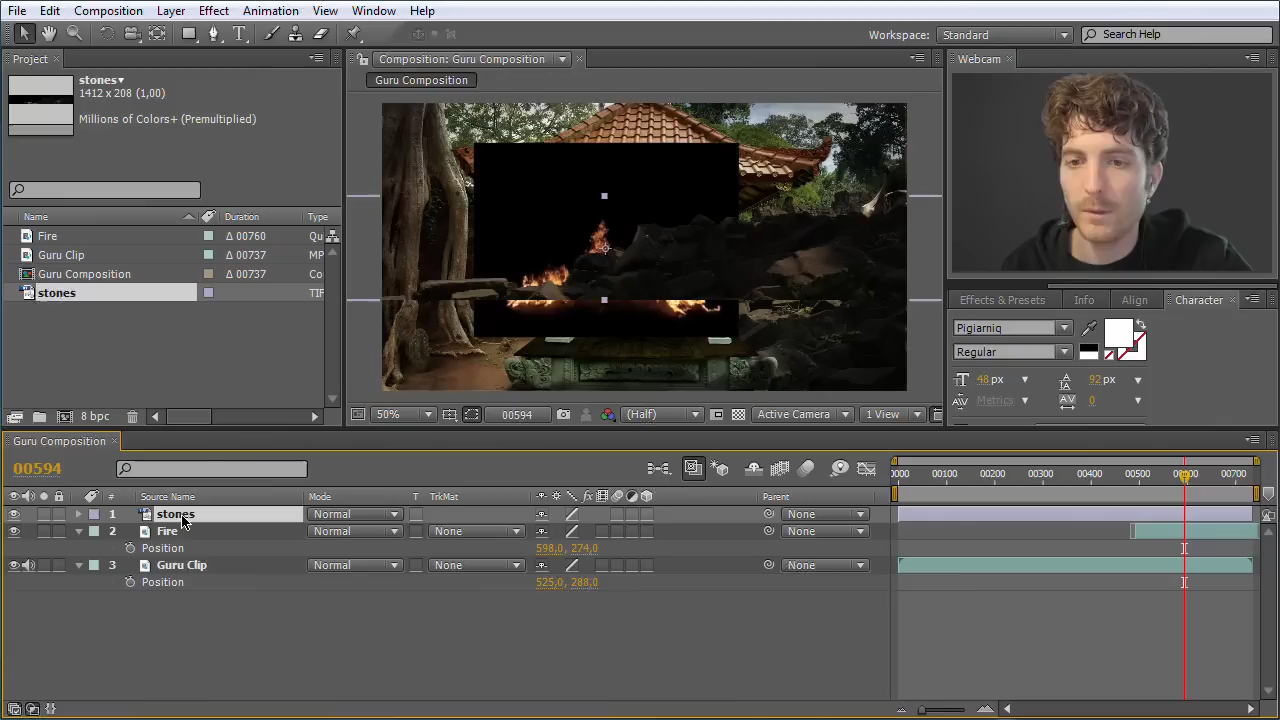 File Edit Composition Layer Effect Animation View Window Help
Workspace: Standard Search Help
Project
stones
1412 x 208 (1,00)
Millions of Colors+ (Premultiplied)
Name Duration Type
Fire Δ 00760 Qu
Guru Clip Δ 00737 MP
Guru Composition Δ 00737 Co
stones TIF
8 bpc
Composition: Guru Composition
Guru Composition
50% 00594 (Half) Active Camera 1 View
Webcam
Effects & Presets Info Align Character
Pigiarniq
Regular
48 px 92 px
Metrics 0
Guru Composition
00594
0000 00100 00200 00300 00400 00500 00600 00700
# Source Name Mode T TrkMat Parent
1 stones Normal None
2 Fire Normal None None
Position 598,0, 274,0
3 Guru Clip Normal None None
Position 525,0, 288,0